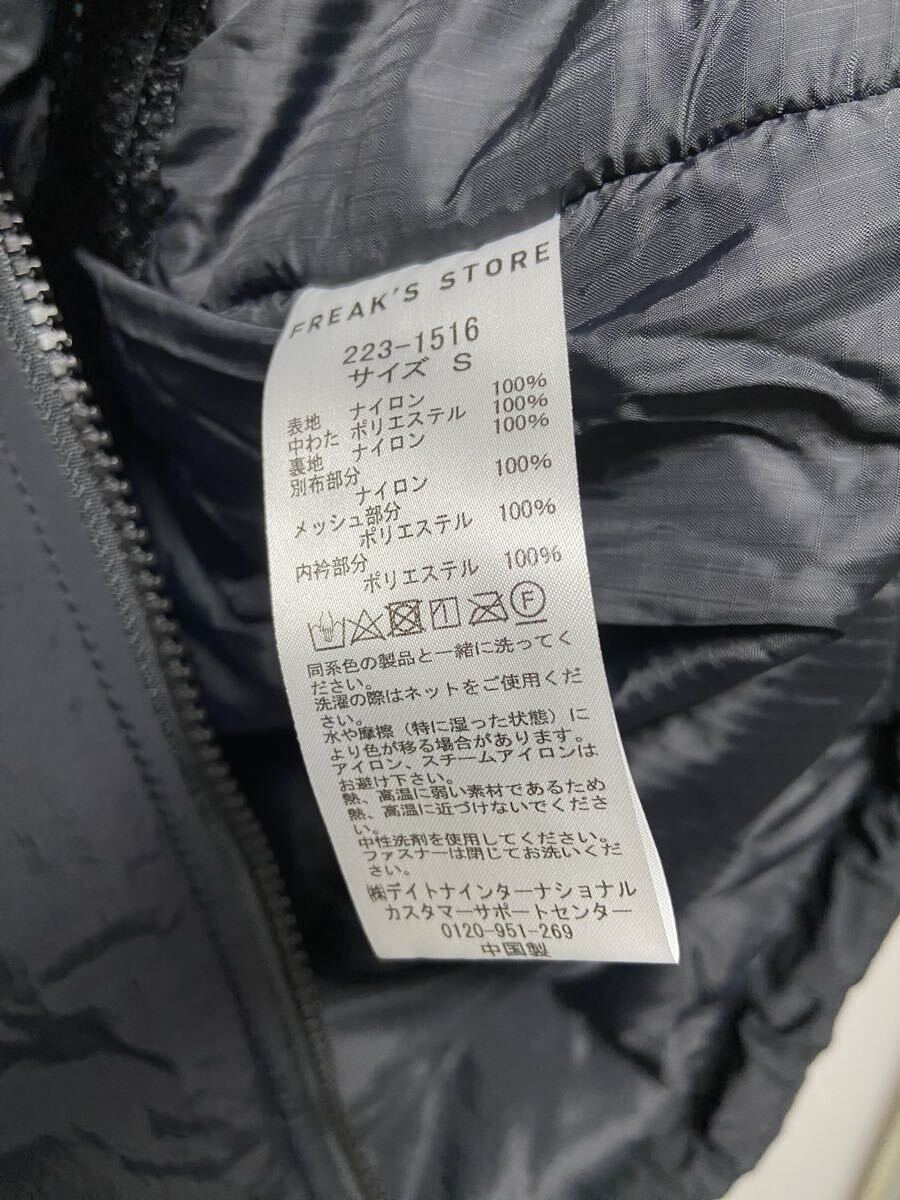 FREAK'S STORE
223-1516
サイズ S
表地 ナイロン 100%
中わた ポリエステル 100%
裏地 ナイロン 100%
別布部分
ナイロン 100%
メッシュ部分
ポリエステル 100%
内衿部分
ポリエステル 100%
F
同系色の製品と一緒に洗ってく
ださい。
洗濯の際はネットをご使用くだ
さい。
水や摩擦（特に湿った状態）に
より色が移る場合があります。
アイロン、スチームアイロンは
お避け下さい。
熱、高温に弱い素材であるため
熱、高温に近づけないでくださ
い。
中性洗剤を使用してください。
ファスナーは閉じてお洗いくだ
さい。
㈱デイトナインターナショナル
カスタマーサポートセンター
0120-951-269
中国製